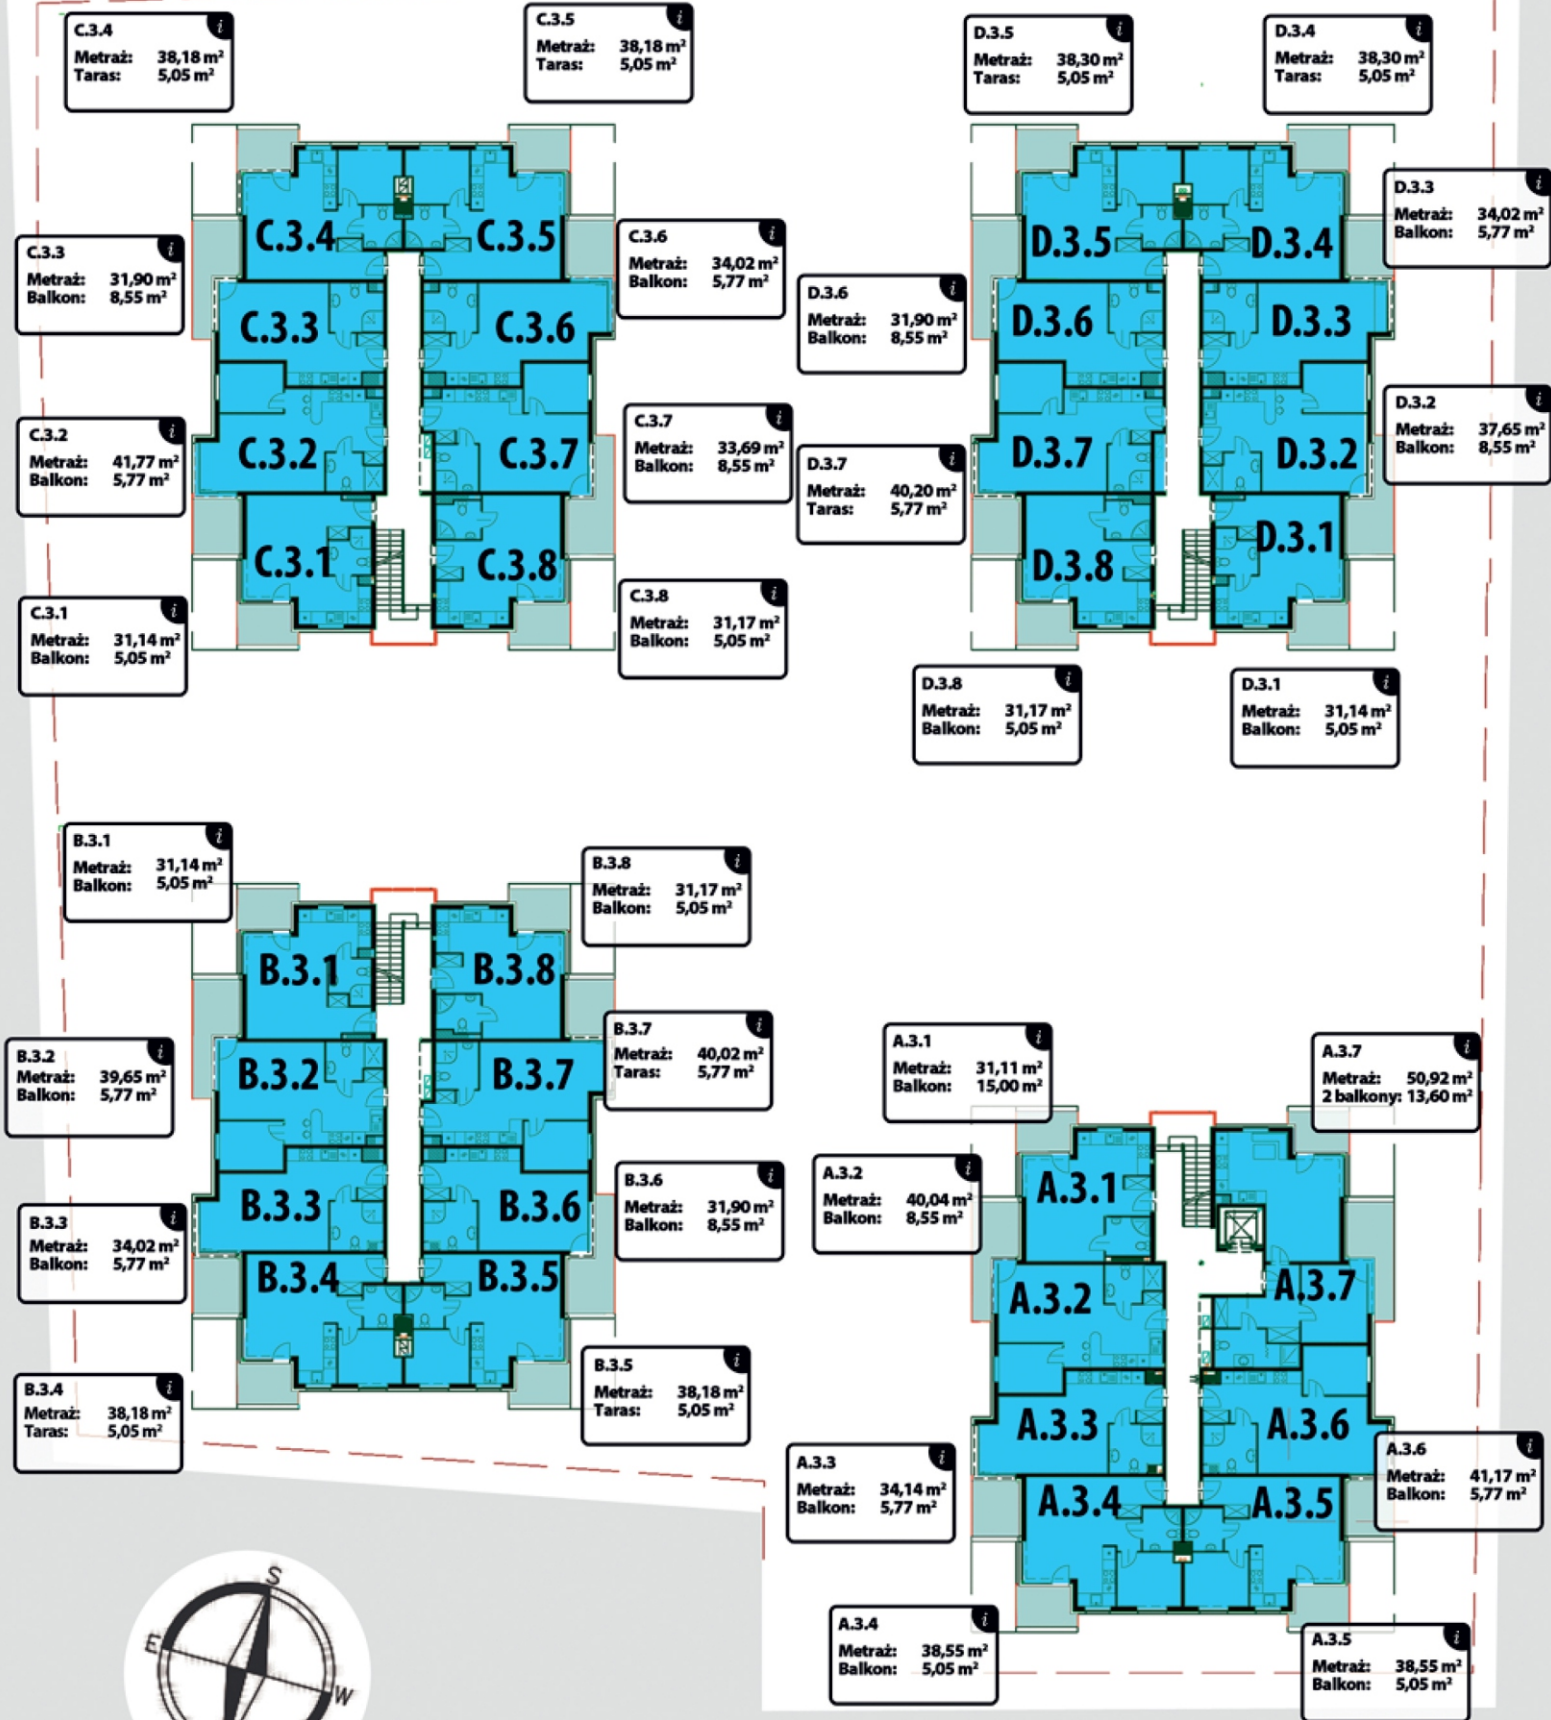 C.3.4
Metraż: 38,18 m²
Taras: 5,05 m²
C.3.5
Metraż: 38,18 m²
Taras: 5,05 m²
D.3.5
Metraż: 38,30 m²
Taras: 5,05 m²
D.3.4
Metraż: 38,30 m²
Taras: 5,05 m²
C.3.3
Metraż: 31,90 m²
Balkon: 8,55 m²
C.3.6
Metraż: 34,02 m²
Balkon: 5,77 m²
D.3.6
Metraż: 31,90 m²
Balkon: 8,55 m²
D.3.3
Metraż: 34,02 m²
Balkon: 5,77 m²
C.3.2
Metraż: 41,77 m²
Balkon: 5,77 m²
C.3.7
Metraż: 33,69 m²
Balkon: 8,55 m²
D.3.7
Metraż: 40,20 m²
Taras: 5,77 m²
D.3.2
Metraż: 37,65 m²
Balkon: 8,55 m²
C.3.1
Metraż: 31,14 m²
Balkon: 5,05 m²
C.3.8
Metraż: 31,17 m²
Balkon: 5,05 m²
D.3.8
Metraż: 31,17 m²
Balkon: 5,05 m²
D.3.1
Metraż: 31,14 m²
Balkon: 5,05 m²
C.3.4
C.3.5
C.3.3
C.3.6
C.3.2
C.3.7
C.3.1
C.3.8
D.3.5
D.3.4
D.3.6
D.3.3
D.3.7
D.3.2
D.3.8
D.3.1
B.3.1
Metraż: 31,14 m²
Balkon: 5,05 m²
B.3.8
Metraż: 31,17 m²
Balkon: 5,05 m²
B.3.2
Metraż: 39,65 m²
Balkon: 5,77 m²
B.3.7
Metraż: 40,02 m²
Taras: 5,77 m²
B.3.3
Metraż: 34,02 m²
Balkon: 5,77 m²
B.3.6
Metraż: 31,90 m²
Balkon: 8,55 m²
B.3.4
Metraż: 38,18 m²
Taras: 5,05 m²
B.3.5
Metraż: 38,18 m²
Taras: 5,05 m²
B.3.1
B.3.8
B.3.2
B.3.7
B.3.3
B.3.6
B.3.4
B.3.5
A.3.1
Metraż: 31,11 m²
Balkon: 15,00 m²
A.3.7
Metraż: 50,92 m²
2 balkony: 13,60 m²
A.3.2
Metraż: 40,04 m²
Balkon: 8,55 m²
A.3.3
Metraż: 34,14 m²
Balkon: 5,77 m²
A.3.6
Metraż: 41,17 m²
Balkon: 5,77 m²
A.3.4
Metraż: 38,55 m²
Balkon: 5,05 m²
A.3.5
Metraż: 38,55 m²
Balkon: 5,05 m²
A.3.1
A.3.2
A.3.7
A.3.3
A.3.6
A.3.4
A.3.5
S
E
W